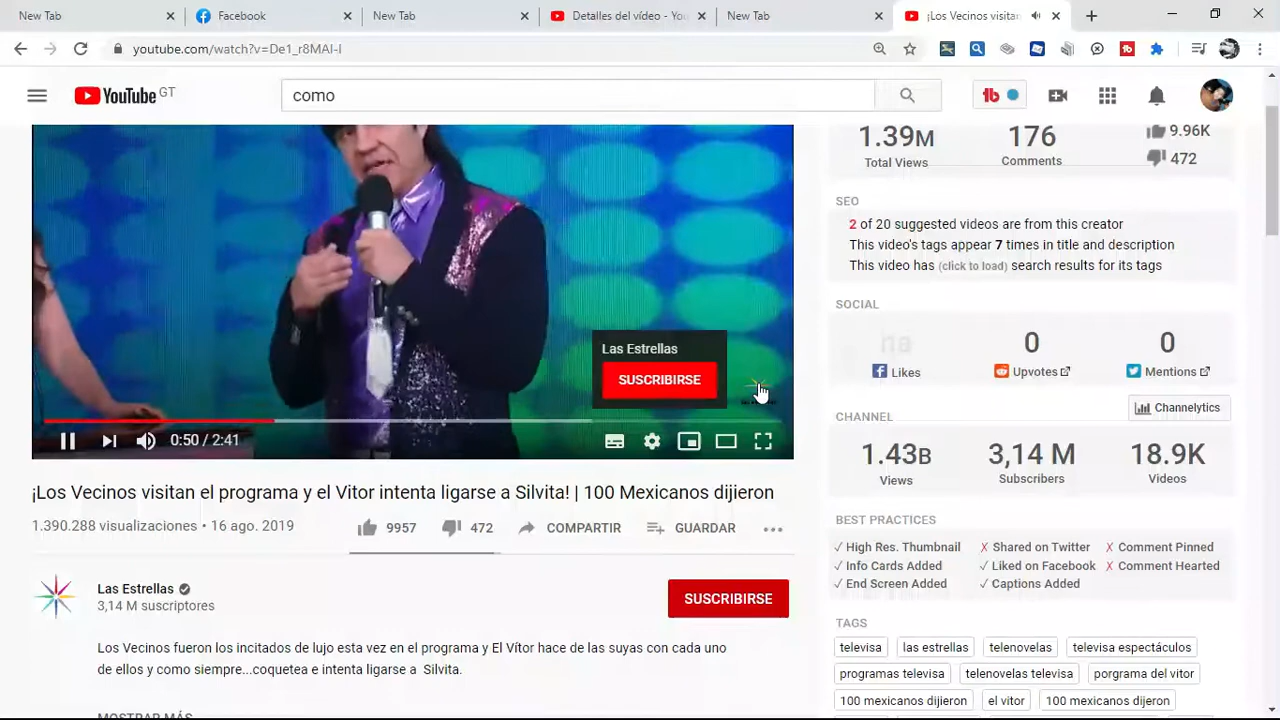 New Tab
Facebook
New Tab
Detalles del vídeo - You
New Tab
¡Los Vecinos visitan
youtube.com/watch?v=De1_r8MAI-I
YouTube GT
como
1.39M
Total Views
176
Comments
9.96K
472
SEO
2 of 20 suggested videos are from this creator
This video's tags appear 7 times in title and description
This video has (click to load) search results for its tags
SOCIAL
na
Likes
0
Upvotes
0
Mentions
Las Estrellas
SUSCRIBIRSE
0:50 / 2:41
CHANNEL
Channelytics
1.43B
Views
3,14 M
Subscribers
18.9K
Videos
¡Los Vecinos visitan el programa y el Vitor intenta ligarse a Silvita! | 100 Mexicanos dijieron
1.390.288 visualizaciones • 16 ago. 2019
9957
472
COMPARTIR
GUARDAR
BEST PRACTICES
√ High Res. Thumbnail
✗ Shared on Twitter
✗ Comment Pinned
√ Info Cards Added
√ Liked on Facebook
✗ Comment Hearted
√ End Screen Added
√ Captions Added
Las Estrellas
3,14 M suscriptores
SUSCRIBIRSE
Los Vecinos fueron los incitados de lujo esta vez en el programa y El Vítor hace de las suyas con cada uno
de ellos y como siempre...coquetea e intenta ligarse a Silvita.
MOSTRAR MÁS
TAGS
televisa
las estrellas
telenovelas
televisa espectáculos
programas televisa
telenovelas televisa
porgrama del vitor
100 mexicanos dijieron
el vitor
100 mexicanos dijeron